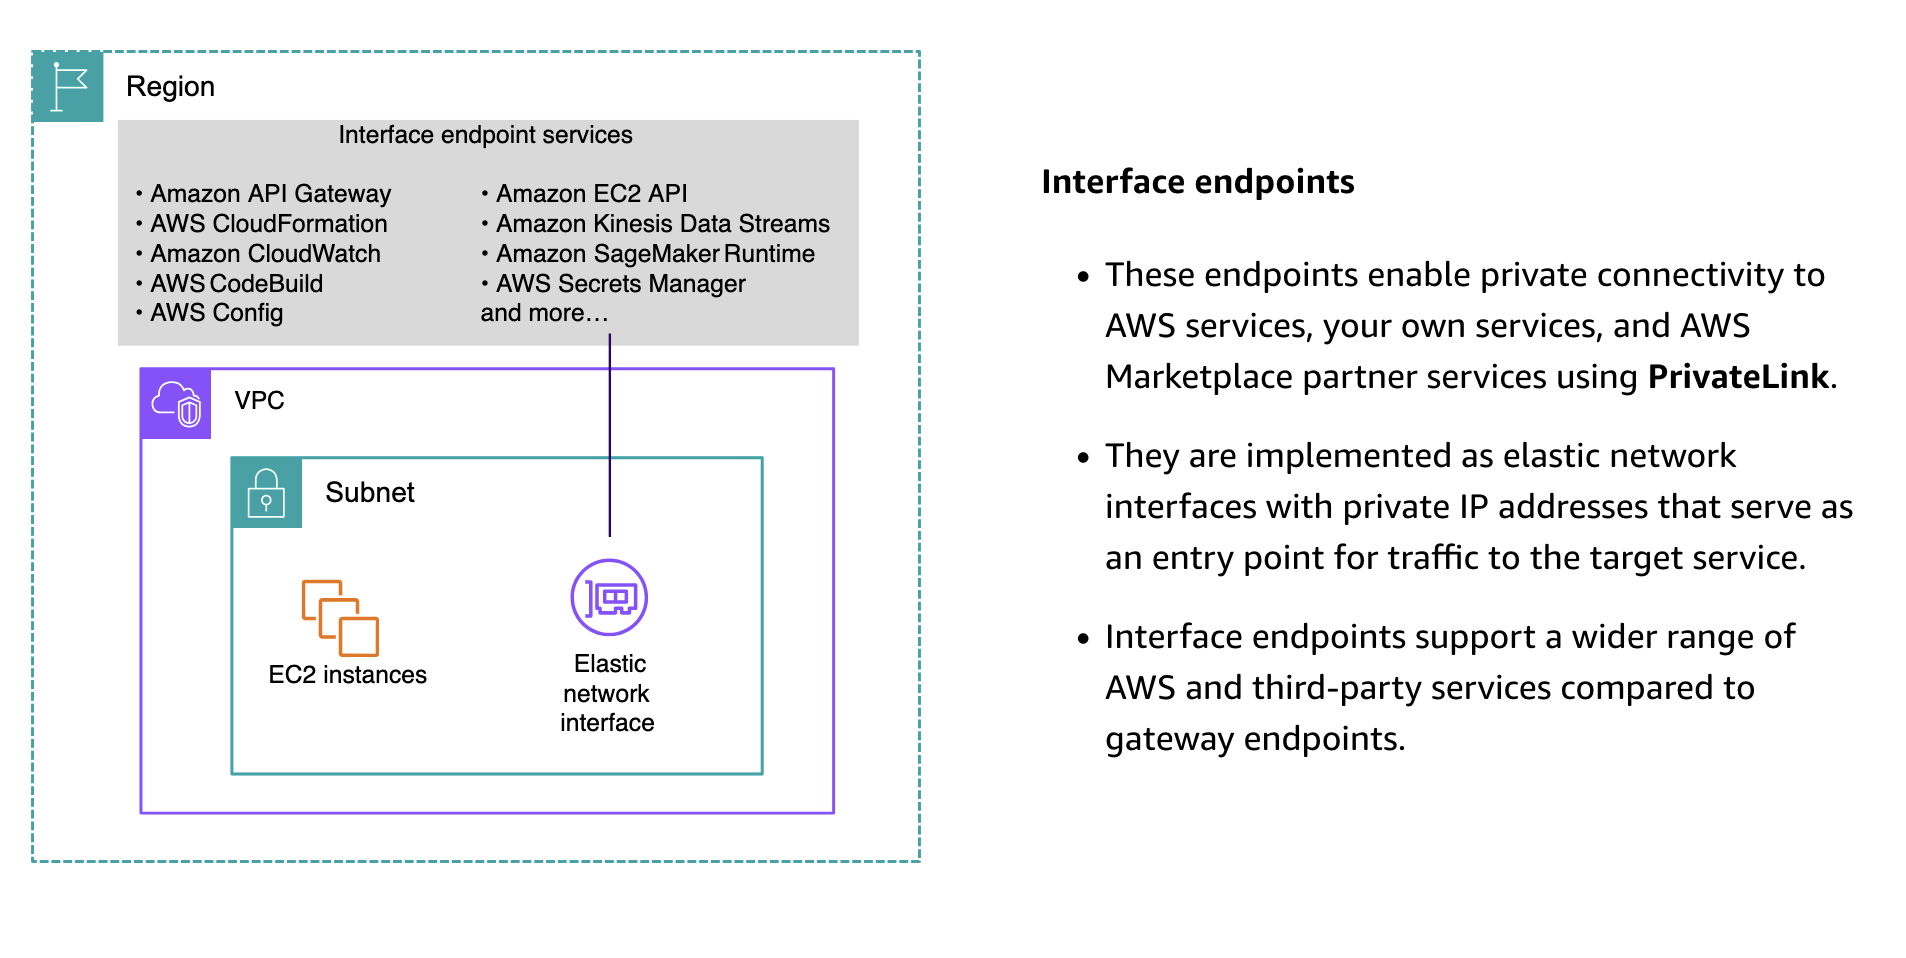 Region
Interface endpoint services
• Amazon API Gateway
• AWS CloudFormation
• Amazon CloudWatch
• AWS CodeBuild
• AWS Config
• Amazon EC2 API
• Amazon Kinesis Data Streams
• Amazon SageMaker Runtime
• AWS Secrets Manager
and more…
VPC
Subnet
EC2 instances
Elastic
network
interface
Interface endpoints
• These endpoints enable private connectivity to
AWS services, your own services, and AWS
Marketplace partner services using PrivateLink.
• They are implemented as elastic network
interfaces with private IP addresses that serve as
an entry point for traffic to the target service.
• Interface endpoints support a wider range of
AWS and third-party services compared to
gateway endpoints.